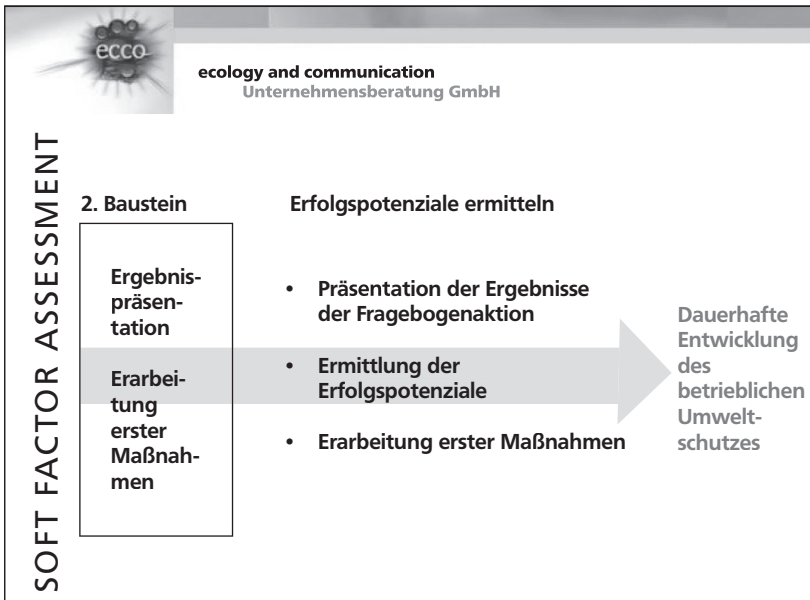 ecco
ecology and communication
Unternehmensberatung GmbH
SOFT FACTOR ASSESSMENT
2. Baustein
Erfolgspotenziale ermitteln
Ergebnis-
präsen-
tation
Erarbei-
tung
erster
Maßnah-
men
• Präsentation der Ergebnisse
der Fragebogenaktion
• Ermittlung der
Erfolgspotenziale
• Erarbeitung erster Maßnahmen
Dauerhafte
Entwicklung
des
betrieblichen
Umwelt-
schutzes